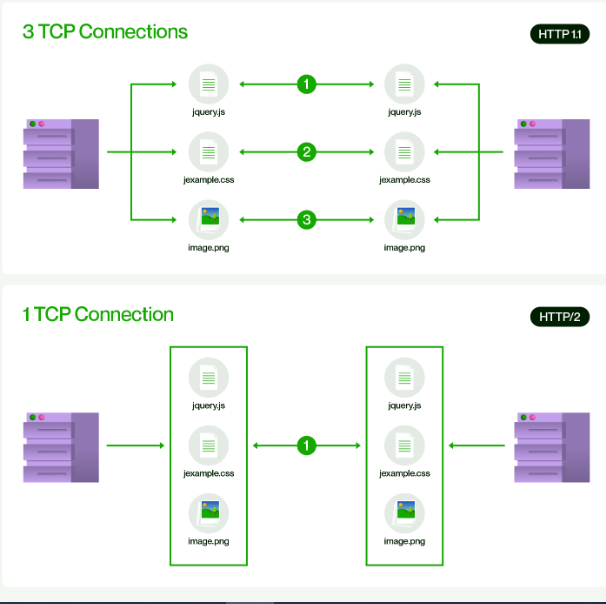 3 TCP Connections
HTTP 1.1
1
jquery.js
jquery.js
2
jexample.css
jexample.css
3
image.png
image.png
1 TCP Connection
HTTP/2
jquery.js
jquery.js
1
jexample.css
jexample.css
image.png
image.png